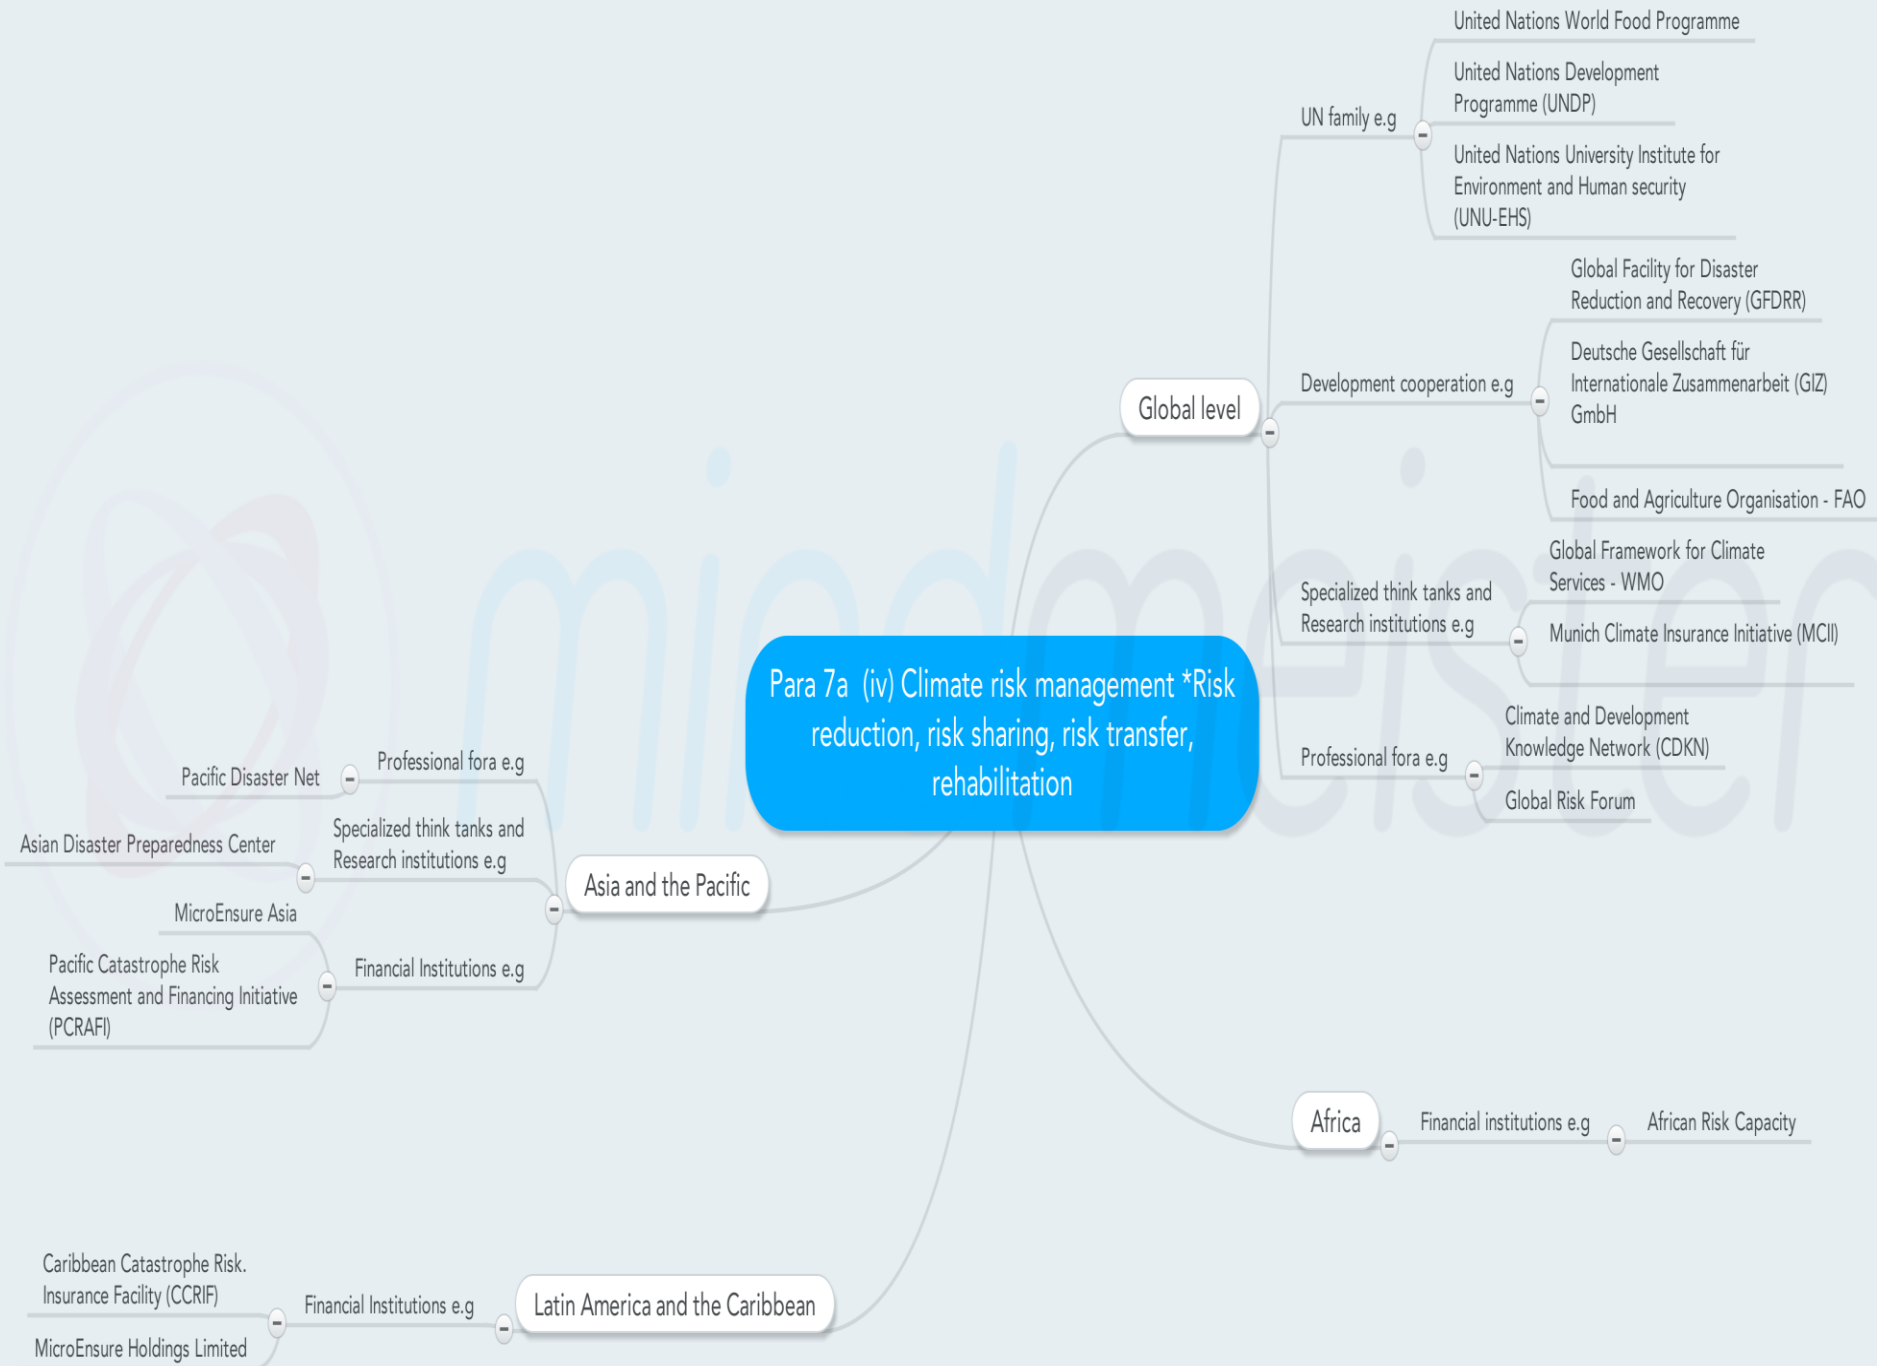 Para 7a  (iv) Climate risk management *Risk
reduction, risk sharing, risk transfer,
rehabilitation
Global level
UN family e.g
United Nations World Food Programme
United Nations Development
Programme (UNDP)
United Nations University Institute for
Environment and Human security
(UNU-EHS)
Development cooperation e.g
Global Facility for Disaster
Reduction and Recovery (GFDRR)
Deutsche Gesellschaft für
Internationale Zusammenarbeit (GIZ)
GmbH
Food and Agriculture Organisation - FAO
Specialized think tanks and
Research institutions e.g
Global Framework for Climate
Services - WMO
Munich Climate Insurance Initiative (MCII)
Professional fora e.g
Climate and Development
Knowledge Network (CDKN)
Global Risk Forum
Africa
Financial institutions e.g
African Risk Capacity
Asia and the Pacific
Professional fora e.g
Pacific Disaster Net
Specialized think tanks and
Research institutions e.g
Asian Disaster Preparedness Center
Financial Institutions e.g
MicroEnsure Asia
Pacific Catastrophe Risk
Assessment and Financing Initiative
(PCRAFI)
Latin America and the Caribbean
Financial Institutions e.g
Caribbean Catastrophe Risk.
Insurance Facility (CCRIF)
MicroEnsure Holdings Limited
mindmeister